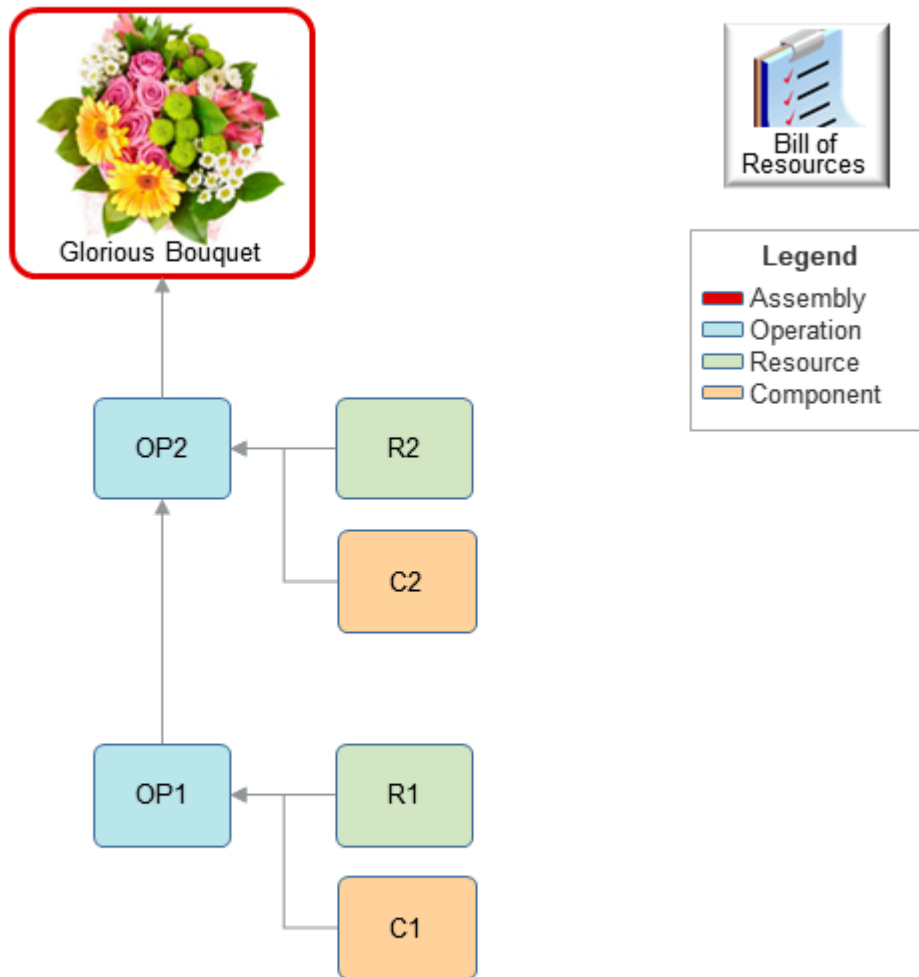 Glorious Bouquet
Bill of
Resources
Legend
Assembly
Operation
Resource
Component
OP2
R2
C2
OP1
R1
C1